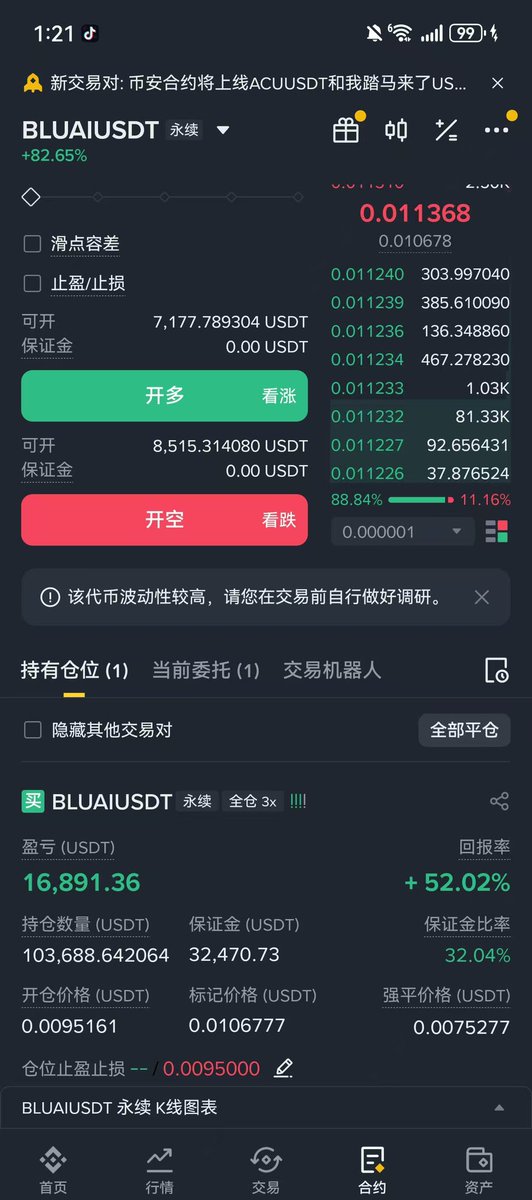 1:21
6
99
新交易对: 币安合约将上线ACUUSDT和我踏马来了US...
BLUAIUSDT 永续
+82.65%
滑点容差
止盈/止损
可开 7,177.789304 USDT
保证金 0.00 USDT
开多 看涨
可开 8,515.314080 USDT
保证金 0.00 USDT
开空 看跌
0.011368
0.010678
0.011240 303.997040
0.011239 385.610090
0.011236 136.348860
0.011234 467.278230
0.011233 1.03K
0.011232 81.33K
0.011227 92.656431
0.011226 37.876524
88.84% 11.16%
0.000001
该代币波动性较高，请您在交易前自行做好调研。
持有仓位 (1) 当前委托 (1) 交易机器人
隐藏其他交易对 全部平仓
买 BLUAIUSDT 永续 全仓 3x !!!!
盈亏 (USDT) 回报率
16,891.36 + 52.02%
持仓数量 (USDT) 保证金 (USDT) 保证金比率
103,688.642064 32,470.73 32.04%
开仓价格 (USDT) 标记价格 (USDT) 强平价格 (USDT)
0.0095161 0.0106777 0.0075277
仓位止盈止损 -- / 0.0095000
BLUAIUSDT 永续 K线图表
首页 行情 交易 合约 资产